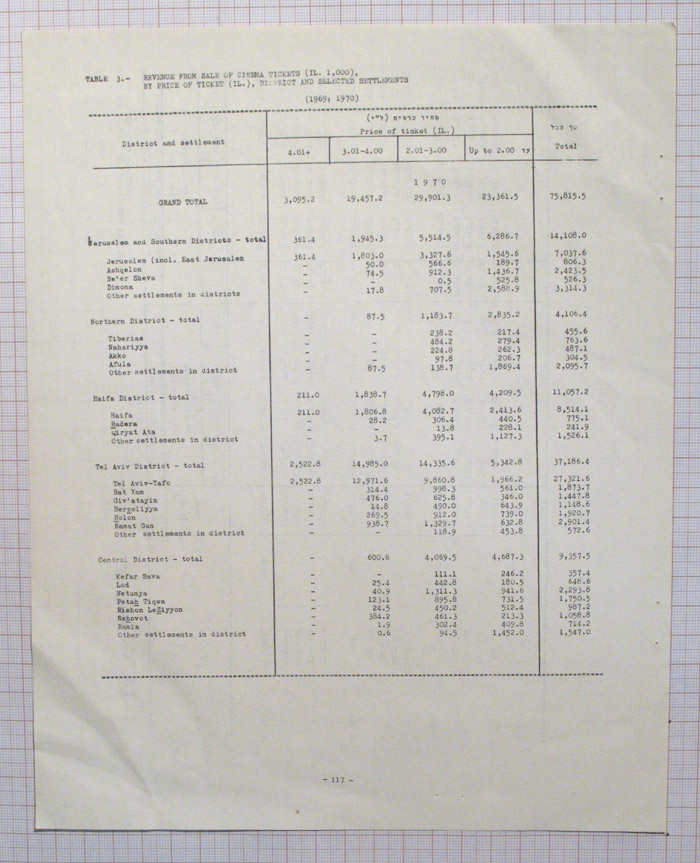 TABLE 3.- REVENUE FROM SALE OF CINEMA TICKETS (IL. 1,000),
BY PRICE OF TICKET (IL.), DISTRICT AND SELECTED SETTLEMENTS
(1969; 1970)
מחיר כרטיס (ל"י)
District and settlement Price of ticket (IL.) סך הכל
4.01+ 3.01-4.00 2.01-3.00 Up to 2.00 עד Total
1970
GRAND TOTAL 3,095.2 19,457.2 29,901.3 23,361.5 75,815.5
Jerusalem and Southern Districts - total 361.4 1,945.3 5,514.5 6,286.7 14,108.0
Jerusalem (incl. East Jerusalem 361.4 1,803.0 3,327.6 1,545.6 7,037.6
Ashqelon - 50.0 566.6 189.7 806.3
Be'er Sheva - 74.5 912.3 1,436.7 2,423.5
Dimona - - 0.5 525.8 526.3
Other settlements in districts - 17.8 707.5 2,588.9 3,314.3
Northern District - total - 87.5 1,183.7 2,835.2 4,106.4
Tiberias - - 238.2 217.4 455.6
Nahariyya - - 484.2 279.4 763.6
Akko - - 224.8 262.3 487.1
Afula - - 97.8 206.7 304.5
Other settlements in district - 87.5 138.7 1,869.4 2,095.7
Haifa District - total 211.0 1,838.7 4,798.0 4,209.5 11,057.2
Haifa 211.0 1,806.8 4,082.7 2,413.6 8,514.1
Hadera - 28.2 306.4 440.5 775.1
Qiryat Ata - - 13.8 228.1 241.9
Other settlements in district - 3.7 395.1 1,127.3 1,526.1
Tel Aviv District - total 2,522.8 14,985.0 14,335.6 5,342.8 37,186.4
Tel Aviv-Yafo 2,522.8 12,971.6 9,860.8 1,966.2 27,321.6
Bat Yam - 314.4 998.3 561.0 1,873.7
Giv'atayim - 476.0 625.8 346.0 1,447.8
Herzeliyya - 14.8 490.0 643.9 1,148.6
Holon - 269.5 912.0 739.0 1,920.7
Ramat Gan - 938.7 1,329.7 632.8 2,901.4
Other settlements in district - - 118.9 453.8 572.6
Central District - total - 600.6 4,069.5 4,687.3 9,357.5
Kefar Sava - 111.1 246.2 357.4
Lod - 25.4 442.8 180.5 648.6
Netanya - 40.9 1,311.3 941.6 2,293.8
Petah Tiqwa - 123.1 895.8 731.5 1,750.5
Rishon LeZiyyon - 24.5 450.2 512.4 987.2
Rehovot - 384.2 461.3 213.3 1,058.8
Ramla - 1.9 302.4 409.8 714.2
Other settlements in district - 0.6 94.5 1,452.0 1,547.0
- 117 -